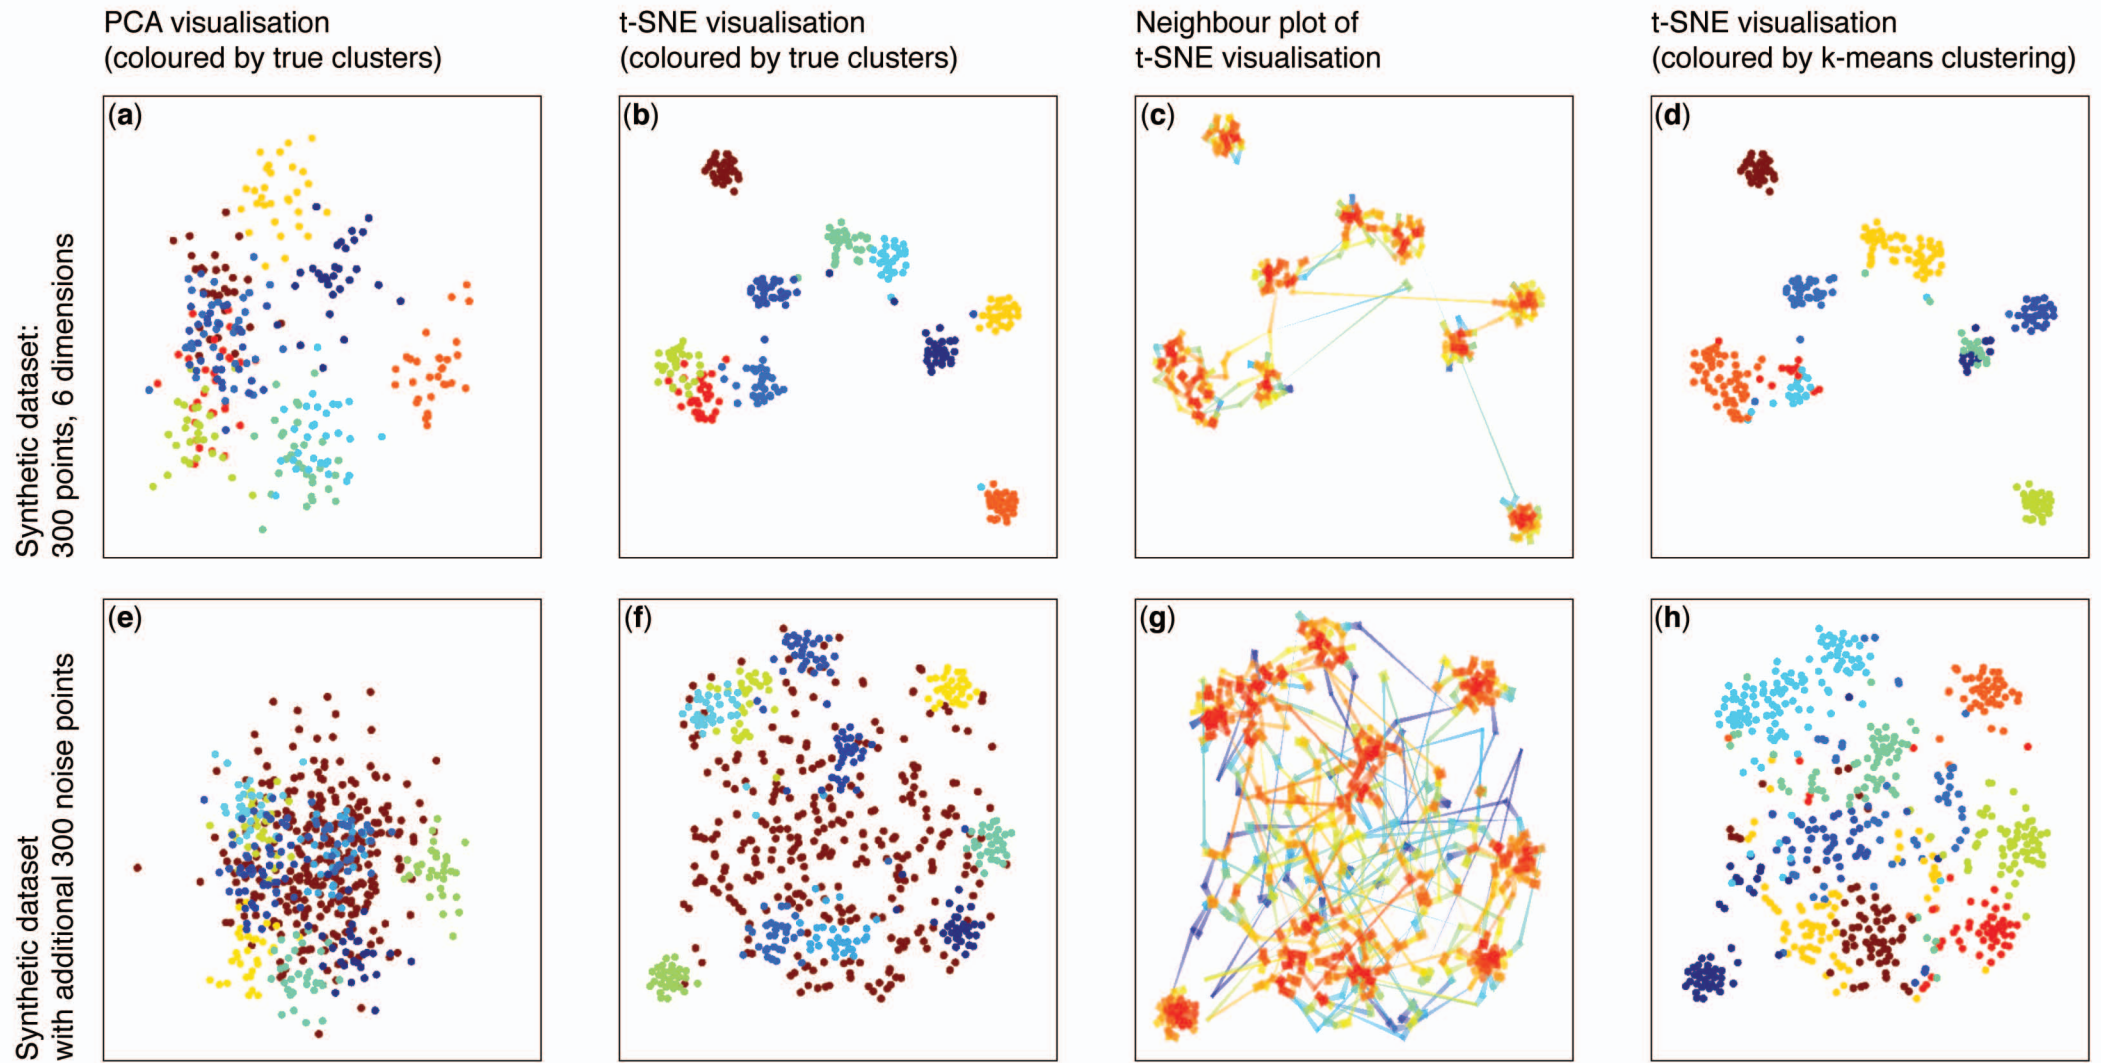 PCA visualisation
(coloured by true clusters)
t-SNE visualisation
(coloured by true clusters)
Neighbour plot of
t-SNE visualisation
t-SNE visualisation
(coloured by k-means clustering)
Synthetic dataset:
300 points, 6 dimensions
(a)
(b)
(c)
(d)
Synthetic dataset
with additional 300 noise points
(e)
(f)
(g)
(h)